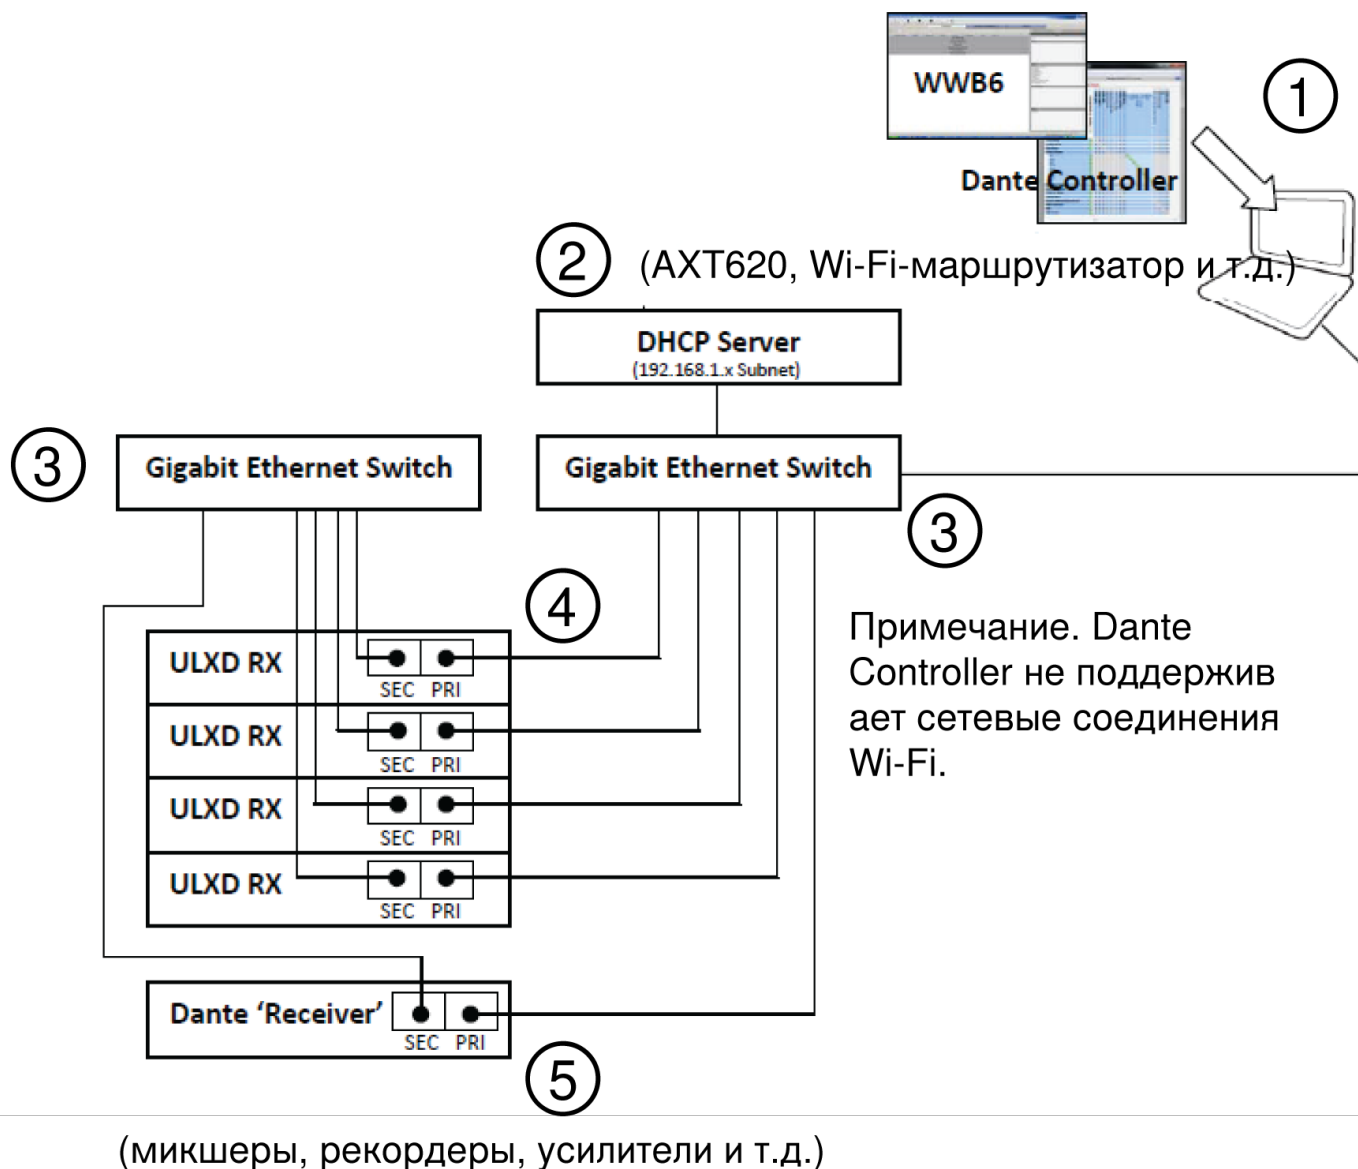 WWB6
1
Dante Controller
2
(AXT620, Wi-Fi-маршрутизатор и т.д.)
DHCP Server
(192.168.1.x Subnet)
3
Gigabit Ethernet Switch
Gigabit Ethernet Switch
3
4
Примечание. Dante
Controller не поддержив
ает сетевые соединения
Wi-Fi.
ULXD RX
SEC PRI
ULXD RX
SEC PRI
ULXD RX
SEC PRI
ULXD RX
SEC PRI
Dante ‘Receiver’
SEC PRI
5
(микшеры, рекордеры, усилители и т.д.)